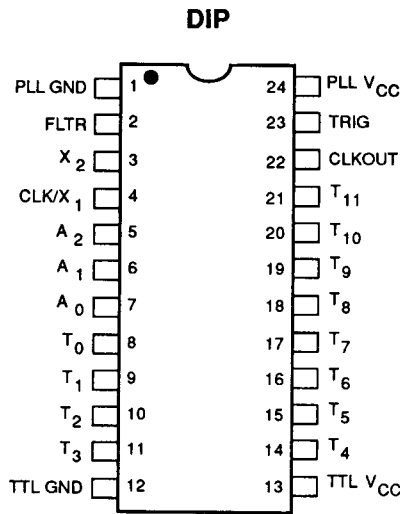 DIP
PLL GND 1 24 PLL VCC
FLTR 2 23 TRIG
X2 3 22 CLKOUT
CLK/X1 4 21 T11
A2 5 20 T10
A1 6 19 T9
A0 7 18 T8
T0 8 17 T7
T1 9 16 T6
T2 10 15 T5
T3 11 14 T4
TTL GND 12 13 TTL VCC